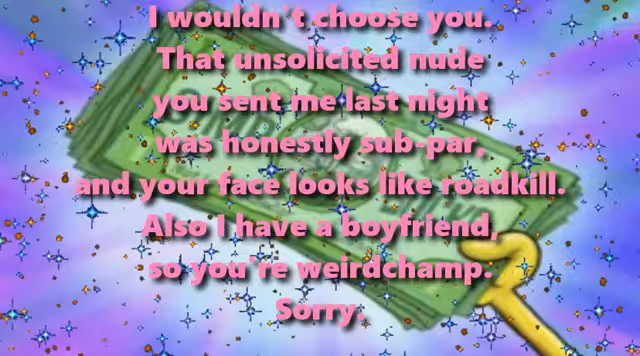 I wouldn't choose you.
That unsolicited nude
you sent me last night
was honestly sub-par,
and your face looks like roadkill.
Also I have a boyfriend,
so you're weirdchamp.
Sorry.